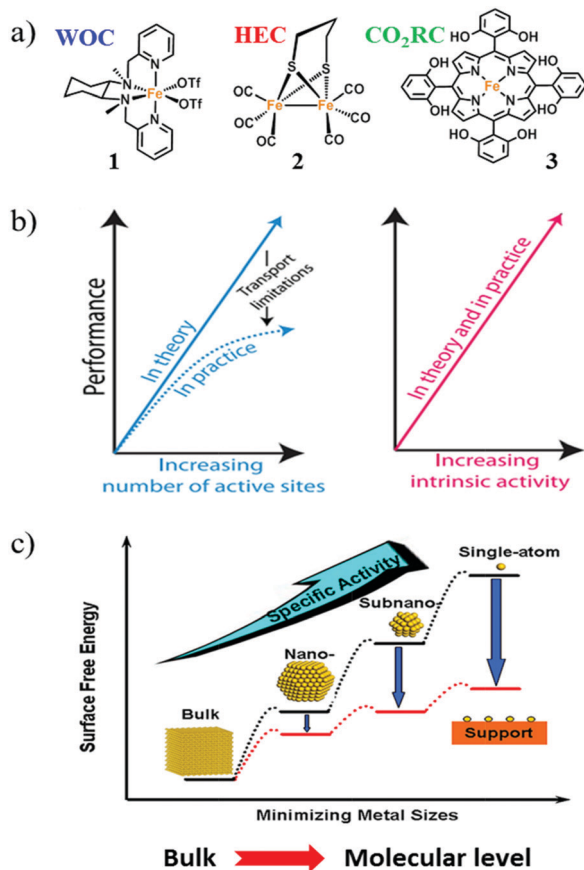 a) WOC HEC CO₂RC
N
N
N
N
Fe
OTf
OTf
1
S
S
Fe
Fe
OC
OC
OC
CO
CO
CO
2
OH
HO
OH
HO
OH
HO
OH
HO
N
N
N
N
Fe
3
b)
Performance
In theory
In practice
Transport
limitations
Increasing
number of active sites
In theory and in practice
Increasing
intrinsic activity
c)
Surface Free Energy
Specific Activity
Bulk
Nano-
Subnano-
Single-atom
Support
Minimizing Metal Sizes
Bulk Molecular level